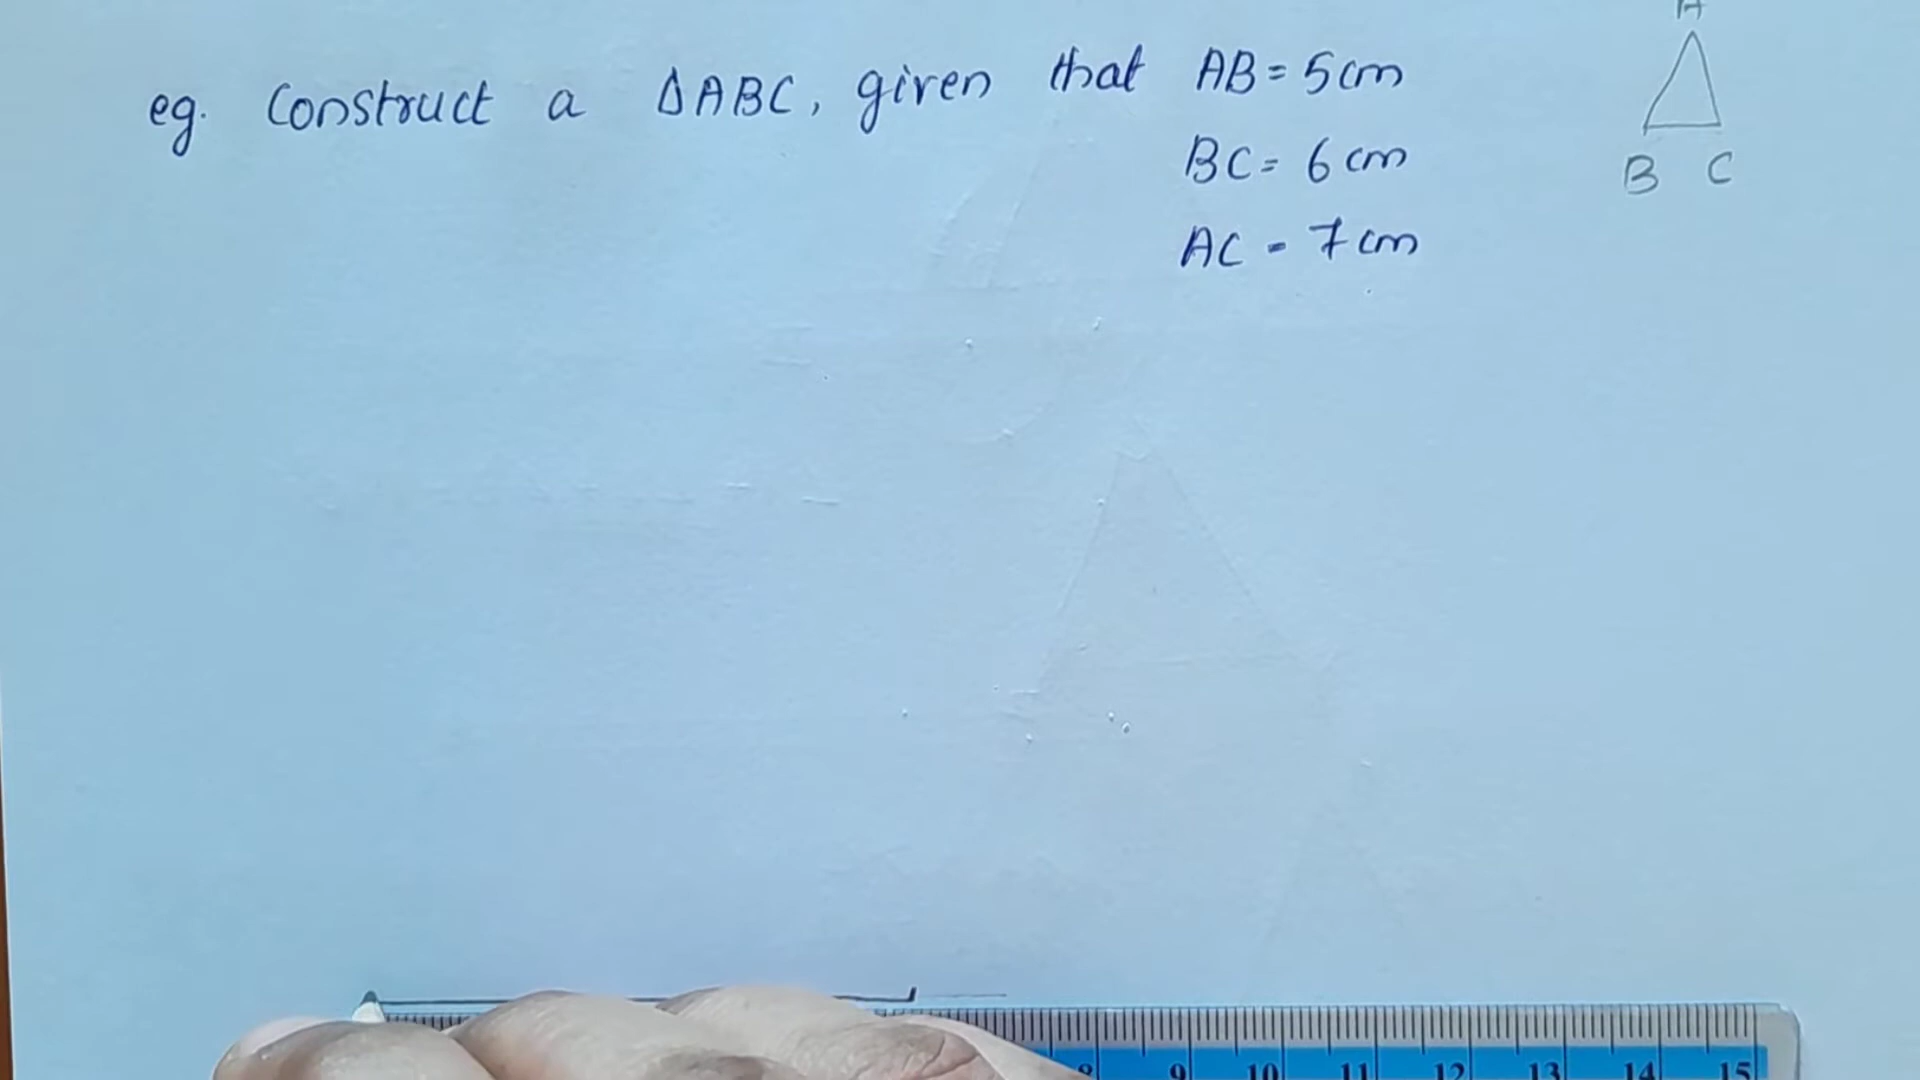 eg. Construct a ΔABC, given that AB = 5cm
BC = 6 cm
AC = 7 cm
A
B C
8 9 10 11 12 13 14 15